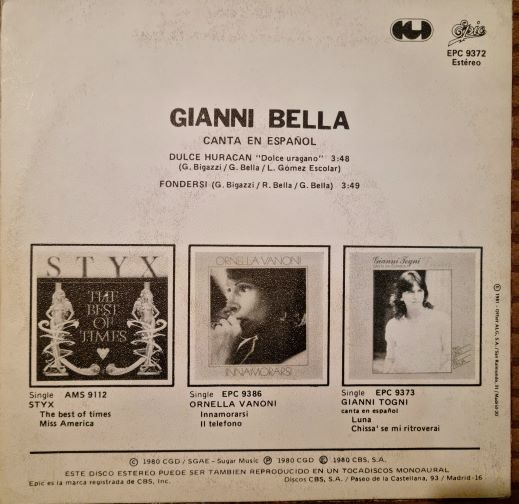 Epic
EPC 9372
Estéreo
GIANNI BELLA
CANTA EN ESPAÑOL
DULCE HURACAN "Dolce uragano" 3:48
(G. Bigazzi / G. Bella / L. Gómez Escolar)
FONDERSI (G. Bigazzi / R. Bella / G. Bella) 3:49
STYX
THE
BEST
OF
TIMES
ORNELLA VANONI
INNAMORARSI
Gianni Togni
Single AMS 9112
STYX
The best of times
Miss America
Single EPC 9386
ORNELLA VANONI
Innamorarsi
Il telefono
Single EPC 9373
GIANNI TOGNI
canta en español
Luna
Chissa' se mi ritroverai
© 1980 CGD / SGAE - Sugar Music Ⓟ 1980 CGD © 1980 CBS, S.A.
ESTE DISCO ESTEREO PUEDE SER TAMBIEN REPRODUCIDO EN UN TOCADISCOS MONOAURAL
Epic es la marca registrada de CBS, Inc. Discos CBS, S.A. / Paseo de la Castellana, 93 / Madrid-16